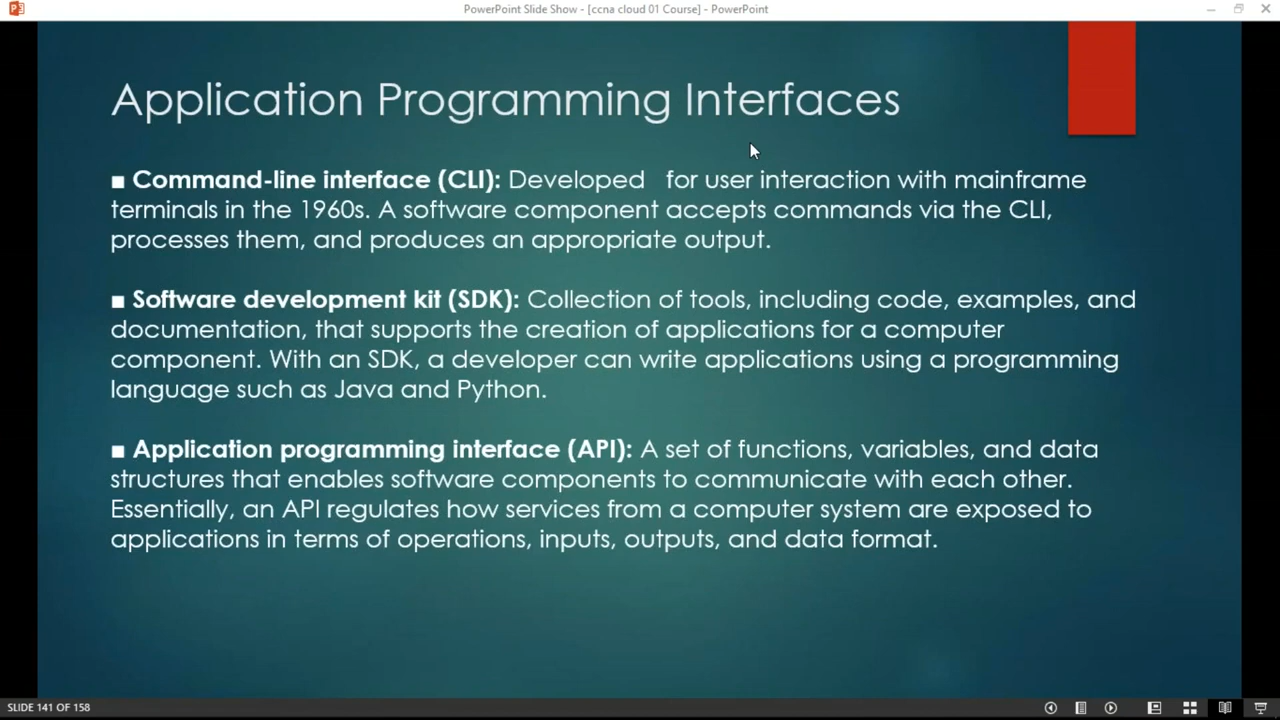 PowerPoint Slide Show - [ccna cloud 01 Course] - PowerPoint
Application Programming Interfaces
■ Command-line interface (CLI): Developed   for user interaction with mainframe
terminals in the 1960s. A software component accepts commands via the CLI,
processes them, and produces an appropriate output.
■ Software development kit (SDK): Collection of tools, including code, examples, and
documentation, that supports the creation of applications for a computer
component. With an SDK, a developer can write applications using a programming
language such as Java and Python.
■ Application programming interface (API): A set of functions, variables, and data
structures that enables software components to communicate with each other.
Essentially, an API regulates how services from a computer system are exposed to
applications in terms of operations, inputs, outputs, and data format.
SLIDE 141 OF 158